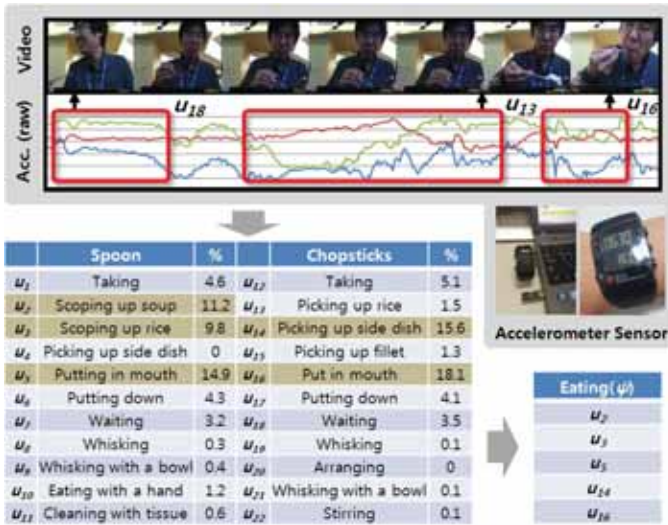 Video
Acc. (raw)
u18 u13 u16
Accelerometer Sensor
Spoon % Chopsticks %
u1 Taking 4.6 u12 Taking 5.1
u2 Scoping up soup 11.2 u13 Picking up rice 1.5
u3 Scoping up rice 9.8 u14 Picking up side dish 15.6
u4 Picking up side dish 0 u15 Picking up fillet 1.3
u5 Putting in mouth 14.9 u16 Put in mouth 18.1
u6 Putting down 4.3 u17 Putting down 4.1
u7 Waiting 3.2 u18 Waiting 3.5
u8 Whisking 0.3 u19 Whisking 0.1
u9 Whisking with a bowl 0.4 u20 Arranging 0
u10 Eating with a hand 1.2 u21 Whisking with a bowl 0.1
u11 Cleaning with tissue 0.6 u22 Stirring 0.1
Eating(ψ)
u2
u3
u5
u14
u16